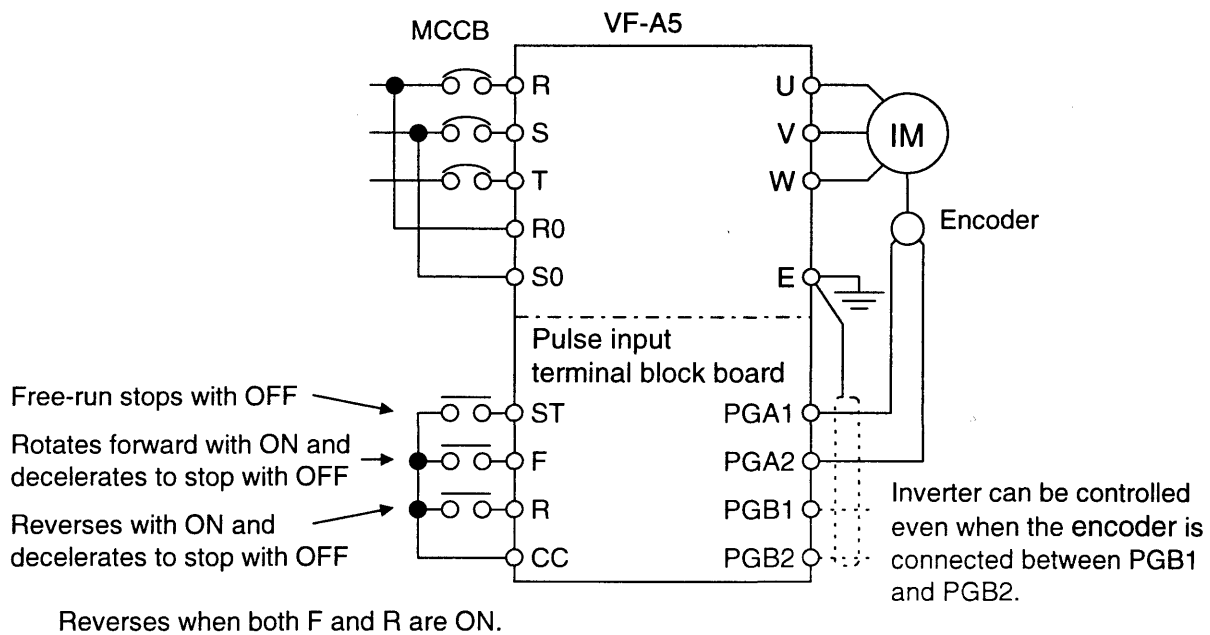 MCCB
VF-A5
R
S
T
R0
S0
U
V
W
IM
Encoder
E
Pulse input
terminal block board
Free-run stops with OFF
Rotates forward with ON and
decelerates to stop with OFF
Reverses with ON and
decelerates to stop with OFF
ST
F
R
CC
PGA1
PGA2
PGB1
PGB2
Inverter can be controlled
even when the encoder is
connected between PGB1
and PGB2.
Reverses when both F and R are ON.